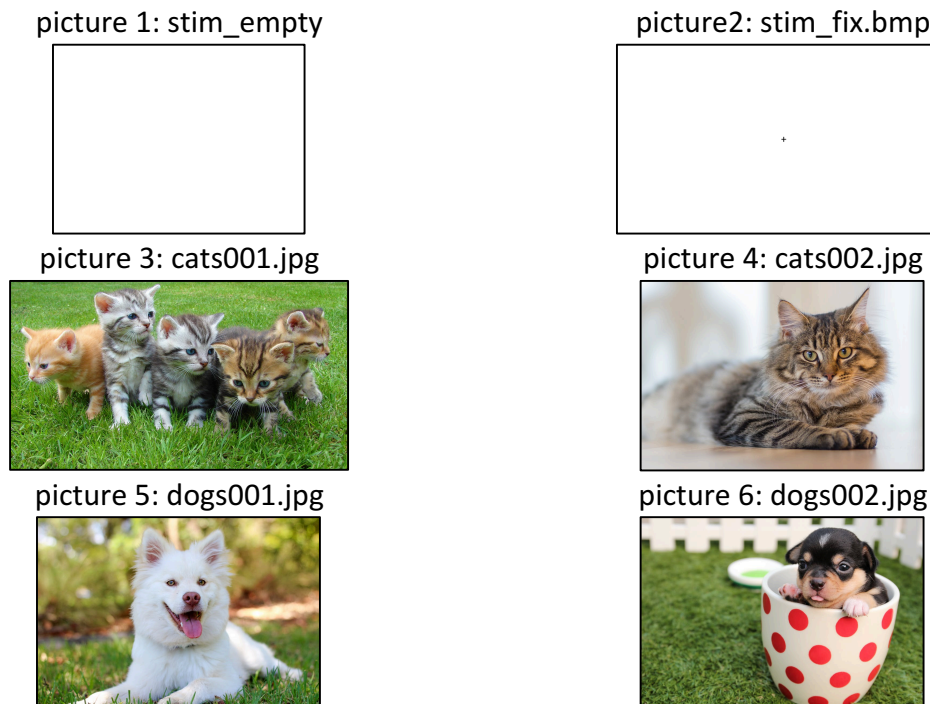 picture 1: stim_empty
picture2: stim_fix.bmp
picture 3: cats001.jpg
picture 4: cats002.jpg
picture 5: dogs001.jpg
picture 6: dogs002.jpg